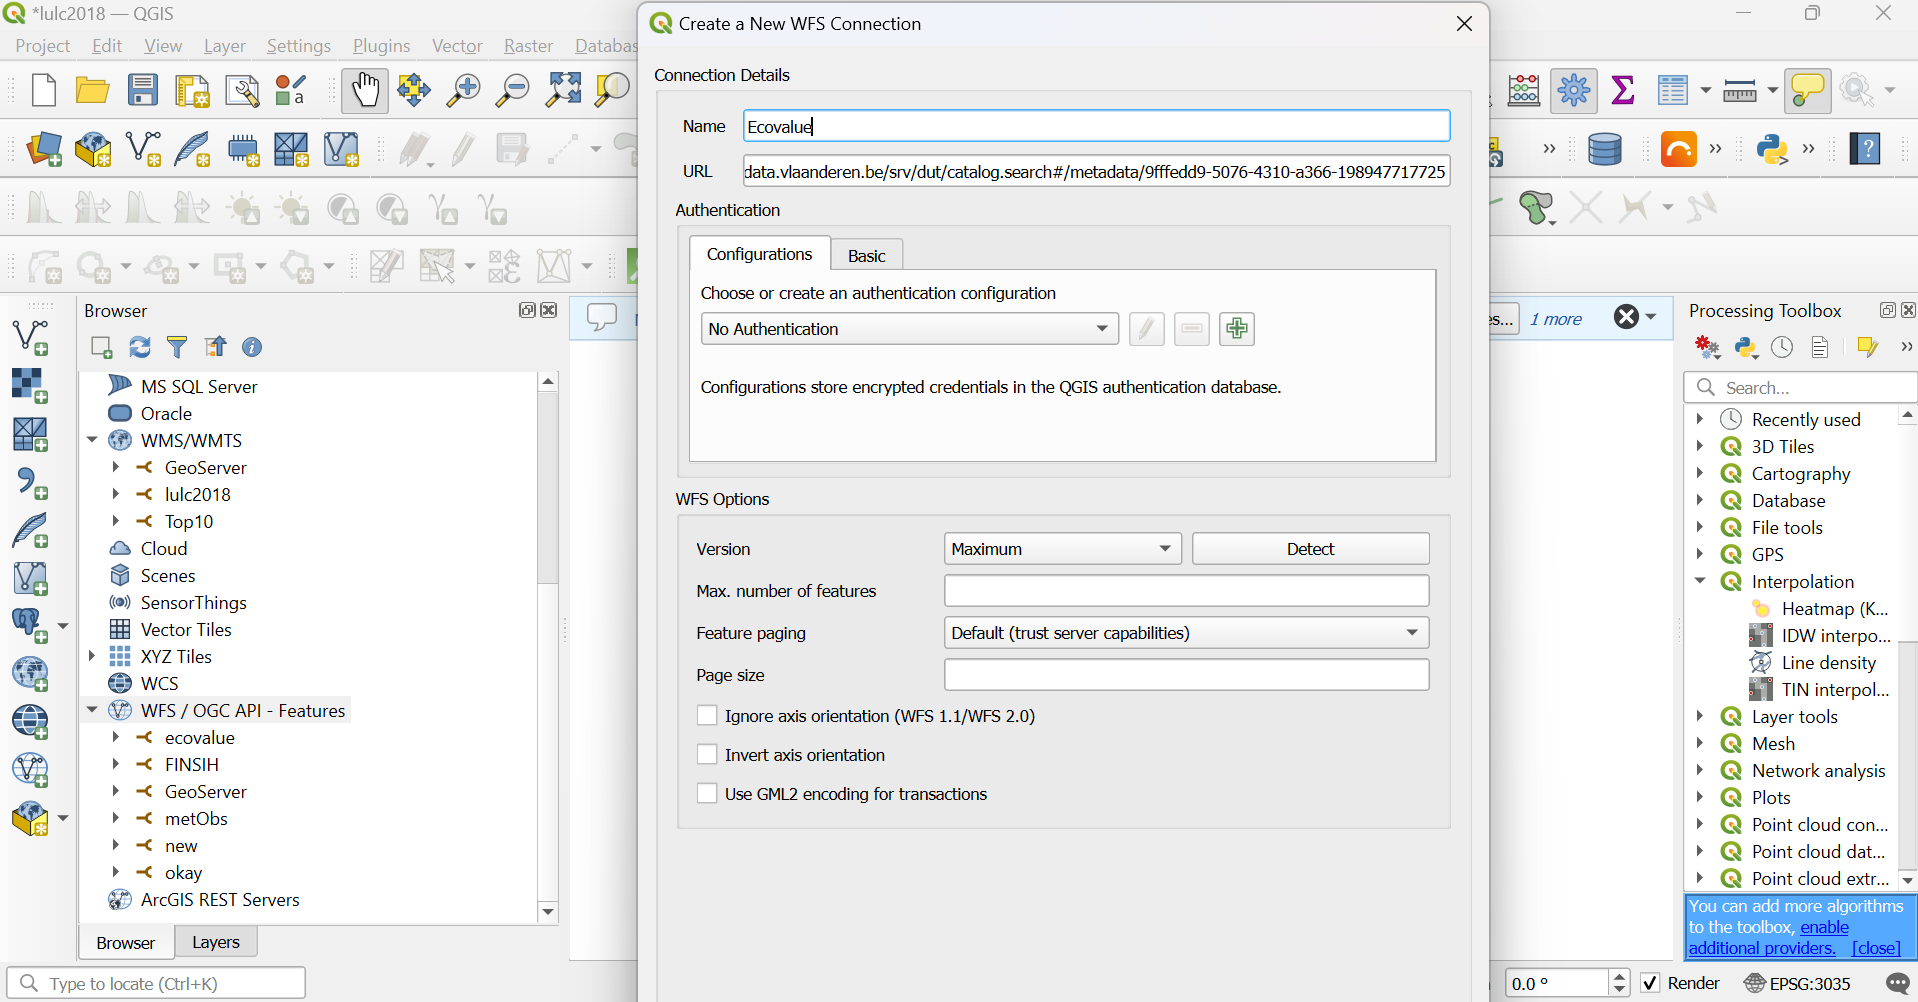 *lulc2018 — QGIS
Project Edit View Layer Settings Plugins Vector Raster Databas
Create a New WFS Connection
Connection Details
Name Ecovalue
URL data.vlaanderen.be/srv/dut/catalog.search#/metadata/9fffedd9-5076-4310-a366-198947717725
Authentication
Configurations Basic
Choose or create an authentication configuration
No Authentication
Configurations store encrypted credentials in the QGIS authentication database.
WFS Options
Version Maximum Detect
Max. number of features
Feature paging Default (trust server capabilities)
Page size
Ignore axis orientation (WFS 1.1/WFS 2.0)
Invert axis orientation
Use GML2 encoding for transactions
Browser
MS SQL Server
Oracle
WMS/WMTS
GeoServer
lulc2018
Top10
Cloud
Scenes
SensorThings
Vector Tiles
XYZ Tiles
WCS
WFS / OGC API - Features
ecovalue
FINSIH
GeoServer
metObs
new
okay
ArcGIS REST Servers
Browser Layers
Type to locate (Ctrl+K)
es... 1 more
Processing Toolbox
Search...
Recently used
3D Tiles
Cartography
Database
File tools
GPS
Interpolation
Heatmap (K...
IDW interpo...
Line density
TIN interpol...
Layer tools
Mesh
Network analysis
Plots
Point cloud con...
Point cloud dat...
Point cloud extr...
You can add more algorithms
to the toolbox, enable
additional providers. [close]
0.0 ° Render EPSG:3035